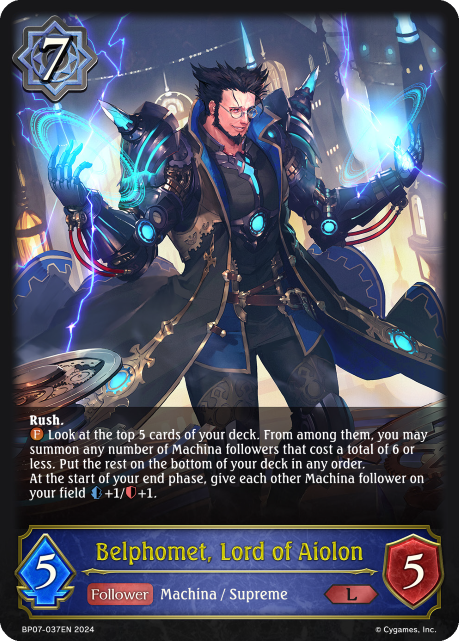 7
Rush.
F Look at the top 5 cards of your deck. From among them, you may
summon any number of Machina followers that cost a total of 6 or
less. Put the rest on the bottom of your deck in any order.
At the start of your end phase, give each other Machina follower on
your field +1/+1.
Belphomet, Lord of Aiolon
5
Follower Machina / Supreme L
5
BP07-037EN 2024 © Cygames, Inc.